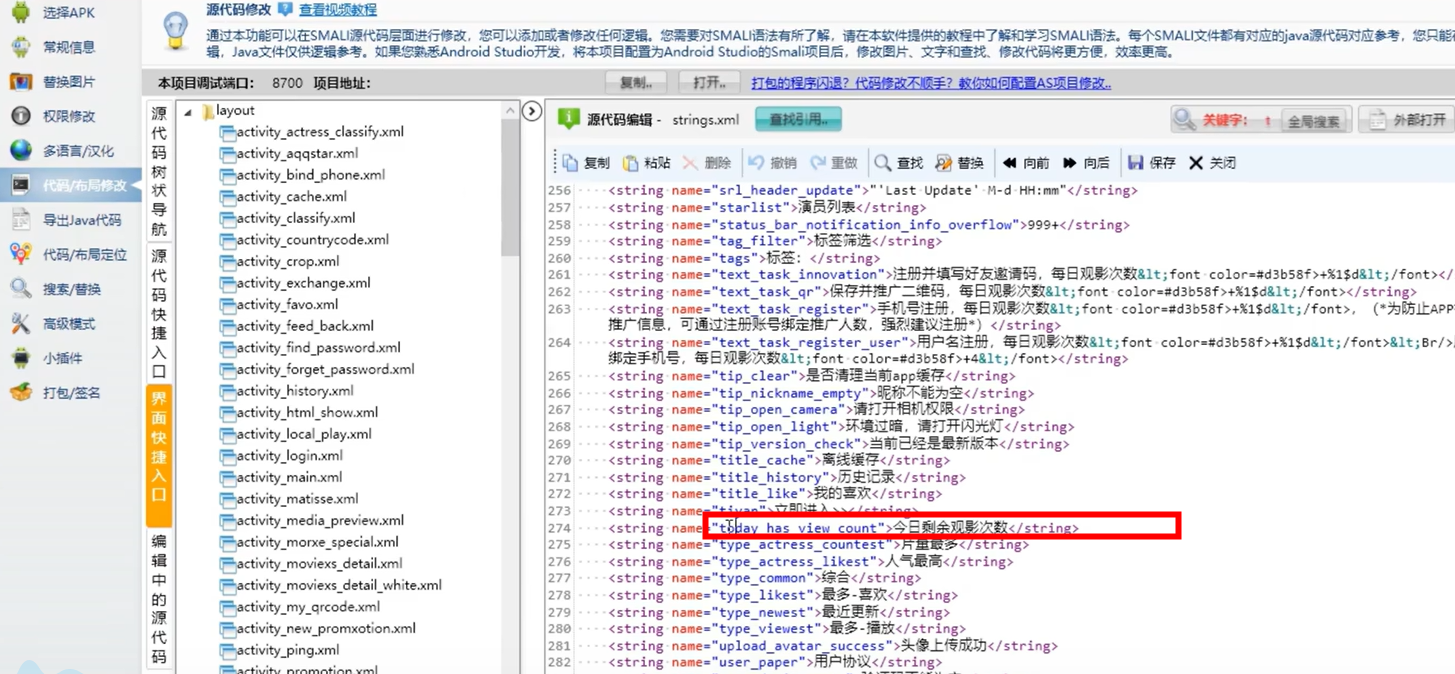 选择APK
常规信息
替换图片
权限修改
多语言/汉化
代码/布局修改
导出Java代码
代码/布局定位
搜索/替换
高级模式
小插件
打包/签名
源代码修改 查看视频教程
通过本功能可以在SMALI源代码层面进行修改，您可以添加或者修改任何逻辑。您需要对SMALI语法有所了解，请在本软件提供的教程中了解和学习SMALI语法。每个SMALI文件都有对应的java源代码对应参考，您只能
辑，Java文件仅供逻辑参考。如果您熟悉Android Studio开发，将本项目配置为Android Studio的Smali项目后，修改图片、文字和查找、修改代码将更方便，效率更高。
本项目调试端口： 8700 项目地址： 复制.. 打开.. 打包的程序闪退？代码修改不顺手？教你如何配置AS项目修改..
源代码树状导航
源代码快捷入口
界面快捷入口
编辑中的源代码
layout
activity_actress_classify.xml
activity_aqqstar.xml
activity_bind_phone.xml
activity_cache.xml
activity_classify.xml
activity_countrycode.xml
activity_crop.xml
activity_exchange.xml
activity_favo.xml
activity_feed_back.xml
activity_find_password.xml
activity_forget_password.xml
activity_history.xml
activity_html_show.xml
activity_local_play.xml
activity_login.xml
activity_main.xml
activity_matisse.xml
activity_media_preview.xml
activity_morxe_special.xml
activity_moviexs_detail.xml
activity_moviexs_detail_white.xml
activity_my_qrcode.xml
activity_new_promxotion.xml
activity_ping.xml
activity_promotion.xml
源代码编辑 - strings.xml 查找引用.. 关键字： t 全局搜索 外部打开
复制 粘贴 删除 撤销 重做 查找 替换 向前 向后 保存 关闭
256 <string name="srl_header_update">"'Last Update' M-d HH:mm"</string>
257 <string name="starlist">演员列表</string>
258 <string name="status_bar_notification_info_overflow">999+</string>
259 <string name="tag_filter">标签筛选</string>
260 <string name="tags">标签：</string>
261 <string name="text_task_innovation">注册并填写好友邀请码，每日观影次数&lt;font color=#d3b58f>+%1$d&lt;/font></
262 <string name="text_task_qr">保存并推广二维码，每日观影次数&lt;font color=#d3b58f>+%1$d&lt;/font></string>
263 <string name="text_task_register">手机号注册，每日观影次数&lt;font color=#d3b58f>+%1$d&lt;/font>，（*为防止APP
推广信息，可通过注册账号绑定推广人数，强烈建议注册*）</string>
264 <string name="text_task_register_user">用户名注册，每日观影次数&lt;font color=#d3b58f>+%1$d&lt;/font>&lt;Br/>
绑定手机号，每日观影次数&lt;font color=#d3b58f>+4&lt;/font></string>
265 <string name="tip_clear">是否清理当前app缓存</string>
266 <string name="tip_nickname_empty">昵称不能为空</string>
267 <string name="tip_open_camera">请打开相机权限</string>
268 <string name="tip_open_light">环境过暗，请打开闪光灯</string>
269 <string name="tip_version_check">当前已经是最新版本</string>
270 <string name="title_cache">离线缓存</string>
271 <string name="title_history">历史记录</string>
272 <string name="title_like">我的喜欢</string>
273 <string name="tiyan">立即进入>></string>
274 <string name="today_has_view_count">今日剩余观影次数</string>
275 <string name="type_actress_countest">片量最多</string>
276 <string name="type_actress_likest">人气最高</string>
277 <string name="type_common">综合</string>
278 <string name="type_likest">最多-喜欢</string>
279 <string name="type_newest">最近更新</string>
280 <string name="type_viewest">最多-播放</string>
281 <string name="upload_avatar_success">头像上传成功</string>
282 <string name="user_paper">用户协议</string>